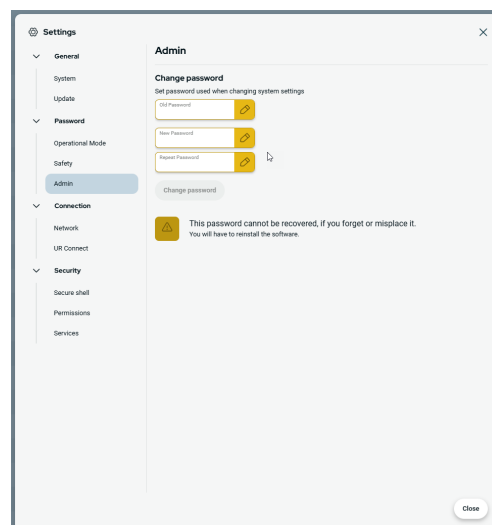 Settings
General
System
Update
Password
Operational Mode
Safety
Admin
Connection
Network
UR Connect
Security
Secure shell
Permissions
Services
Admin
Change password
Set password used when changing system settings
Old Password
New Password
Repeat Password
Change password
This password cannot be recovered, if you forget or misplace it.
You will have to reinstall the software.
Close